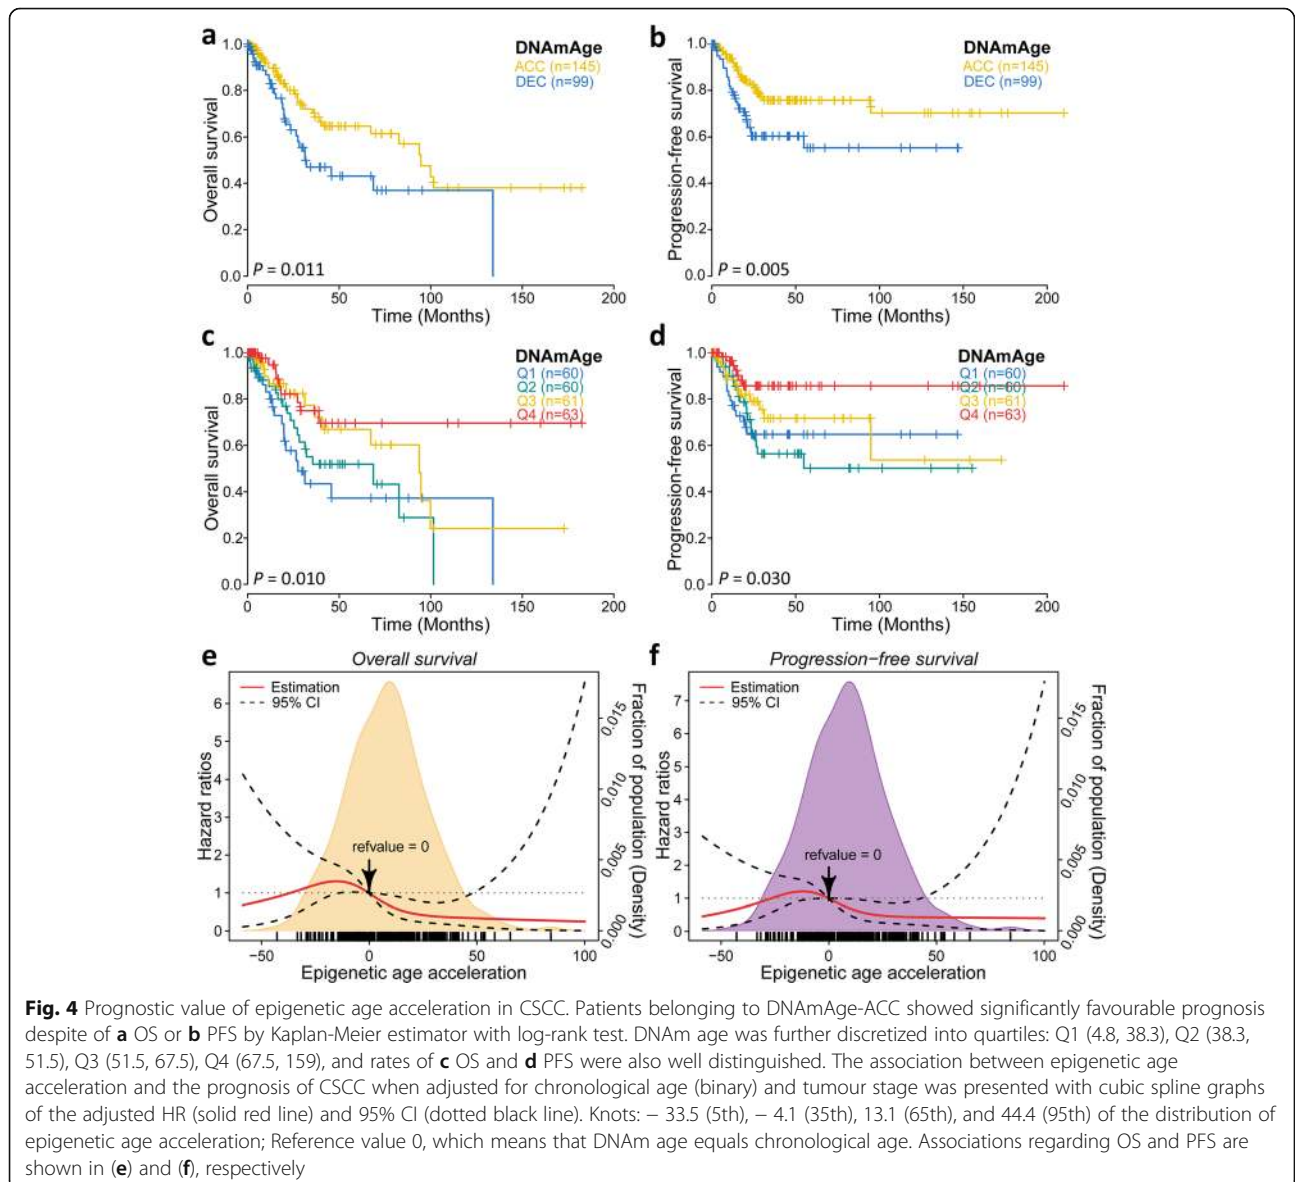 a
1.0
0.8
0.6
0.4
0.2
0.0
Overall survival
DNAmAge
ACC (n=145)
DEC (n=99)
P = 0.011
0 50 100 150 200
Time (Months)
b
1.0
0.8
0.6
0.4
0.2
0.0
Progression-free survival
DNAmAge
ACC (n=145)
DEC (n=99)
P = 0.005
0 50 100 150 200
Time (Months)
c
1.0
0.8
0.6
0.4
0.2
0.0
Overall survival
DNAmAge
Q1 (n=60)
Q2 (n=60)
Q3 (n=61)
Q4 (n=63)
P = 0.010
0 50 100 150 200
Time (Months)
d
1.0
0.8
0.6
0.4
0.2
0.0
Progression-free survival
DNAmAge
Q1 (n=60)
Q2 (n=60)
Q3 (n=61)
Q4 (n=63)
P = 0.030
0 50 100 150 200
Time (Months)
e
Overall survival
Estimation
95% CI
6
5
4
3
2
1
0
Hazard ratios
refvalue = 0
0.015
0.010
0.005
0.000
Fraction of population (Density)
−50 0 50 100
Epigenetic age acceleration
f
Progression−free survival
Estimation
95% CI
7
6
5
4
3
2
1
0
Hazard ratios
refvalue = 0
0.015
0.010
0.005
0.000
Fraction of population (Density)
−50 0 50 100
Epigenetic age acceleration
Fig. 4 Prognostic value of epigenetic age acceleration in CSCC. Patients belonging to DNAmAge-ACC showed significantly favourable prognosis
despite of a OS or b PFS by Kaplan-Meier estimator with log-rank test. DNAm age was further discretized into quartiles: Q1 (4.8, 38.3), Q2 (38.3,
51.5), Q3 (51.5, 67.5), Q4 (67.5, 159), and rates of c OS and d PFS were also well distinguished. The association between epigenetic age
acceleration and the prognosis of CSCC when adjusted for chronological age (binary) and tumour stage was presented with cubic spline graphs
of the adjusted HR (solid red line) and 95% CI (dotted black line). Knots: − 33.5 (5th), − 4.1 (35th), 13.1 (65th), and 44.4 (95th) of the distribution of
epigenetic age acceleration; Reference value 0, which means that DNAm age equals chronological age. Associations regarding OS and PFS are
shown in (e) and (f), respectively